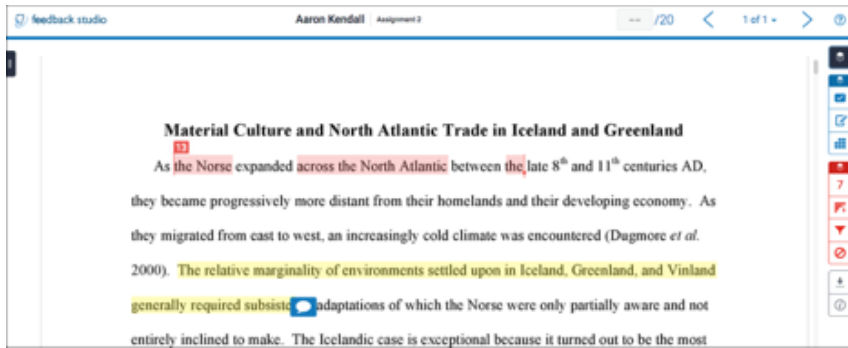 feedback studio
Aaron Kendall
Assignment 2
-- /20
1 of 1
Material Culture and North Atlantic Trade in Iceland and Greenland
13
As the Norse expanded across the North Atlantic between the late 8th and 11th centuries AD,
they became progressively more distant from their homelands and their developing economy. As
they migrated from east to west, an increasingly cold climate was encountered (Dugmore et al.
2000). The relative marginality of environments settled upon in Iceland, Greenland, and Vinland
generally required subsiste adaptations of which the Norse were only partially aware and not
entirely inclined to make. The Icelandic case is exceptional because it turned out to be the most
7